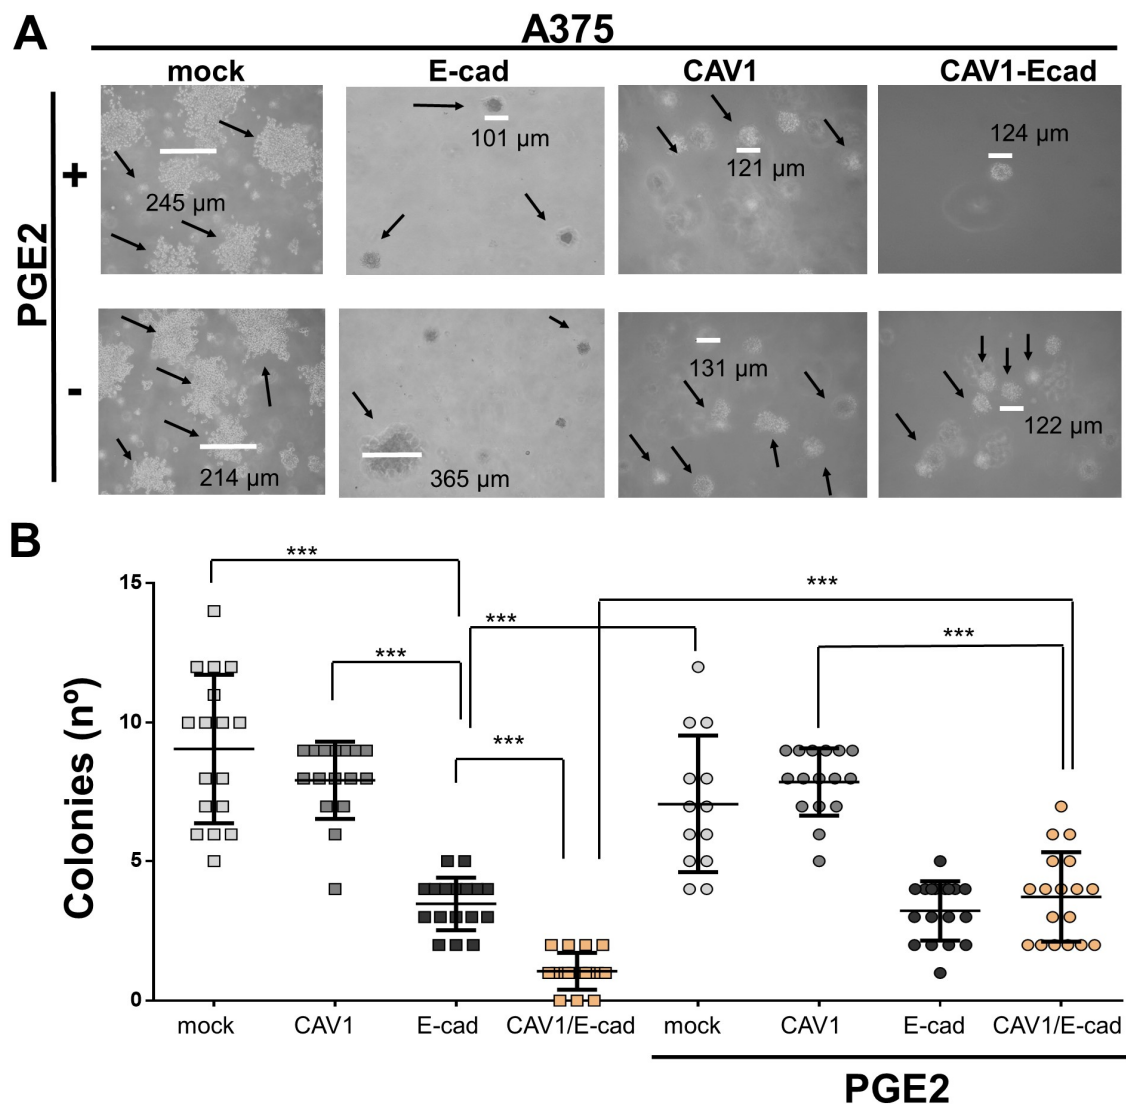 A
A375
mock E-cad CAV1 CAV1-Ecad
PGE2
+
245 µm
101 µm
121 µm
124 µm
-
214 µm
365 µm
131 µm
122 µm
B
Colonies (nº)
15
10
5
0
***
***
***
***
***
***
mock CAV1 E-cad CAV1/E-cad mock CAV1 E-cad CAV1/E-cad
PGE2